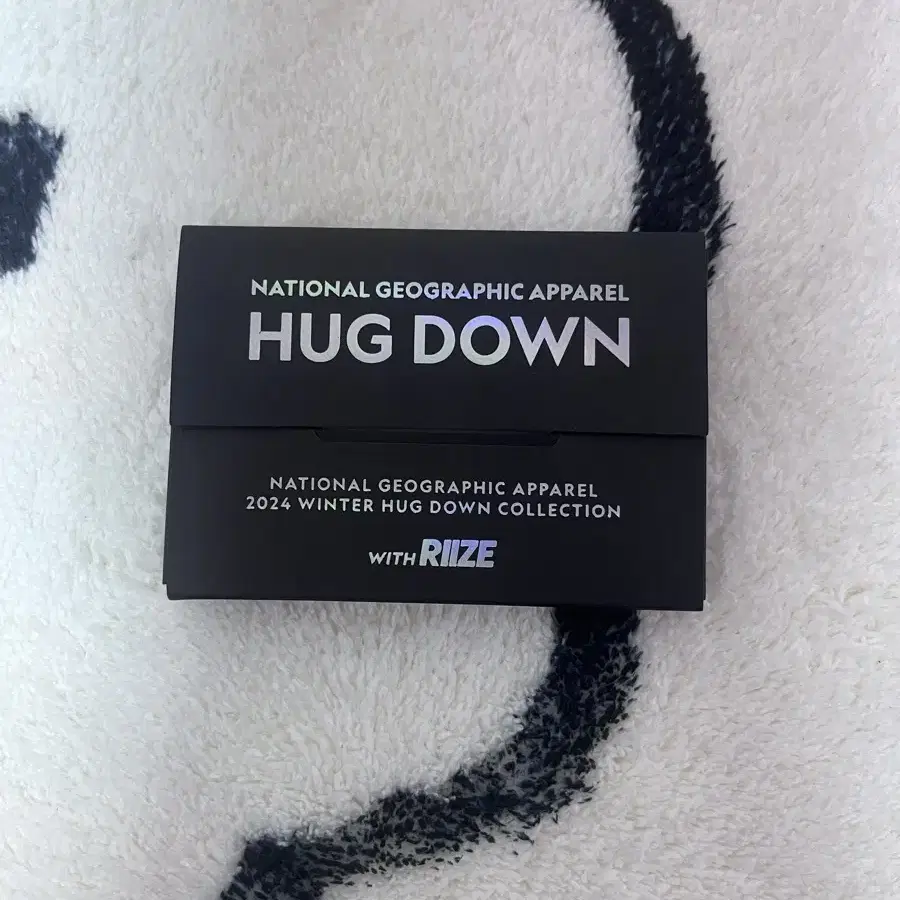 NATIONAL GEOGRAPHIC APPAREL
HUG DOWN
NATIONAL GEOGRAPHIC APPAREL
2024 WINTER HUG DOWN COLLECTION
WITH RIIZE